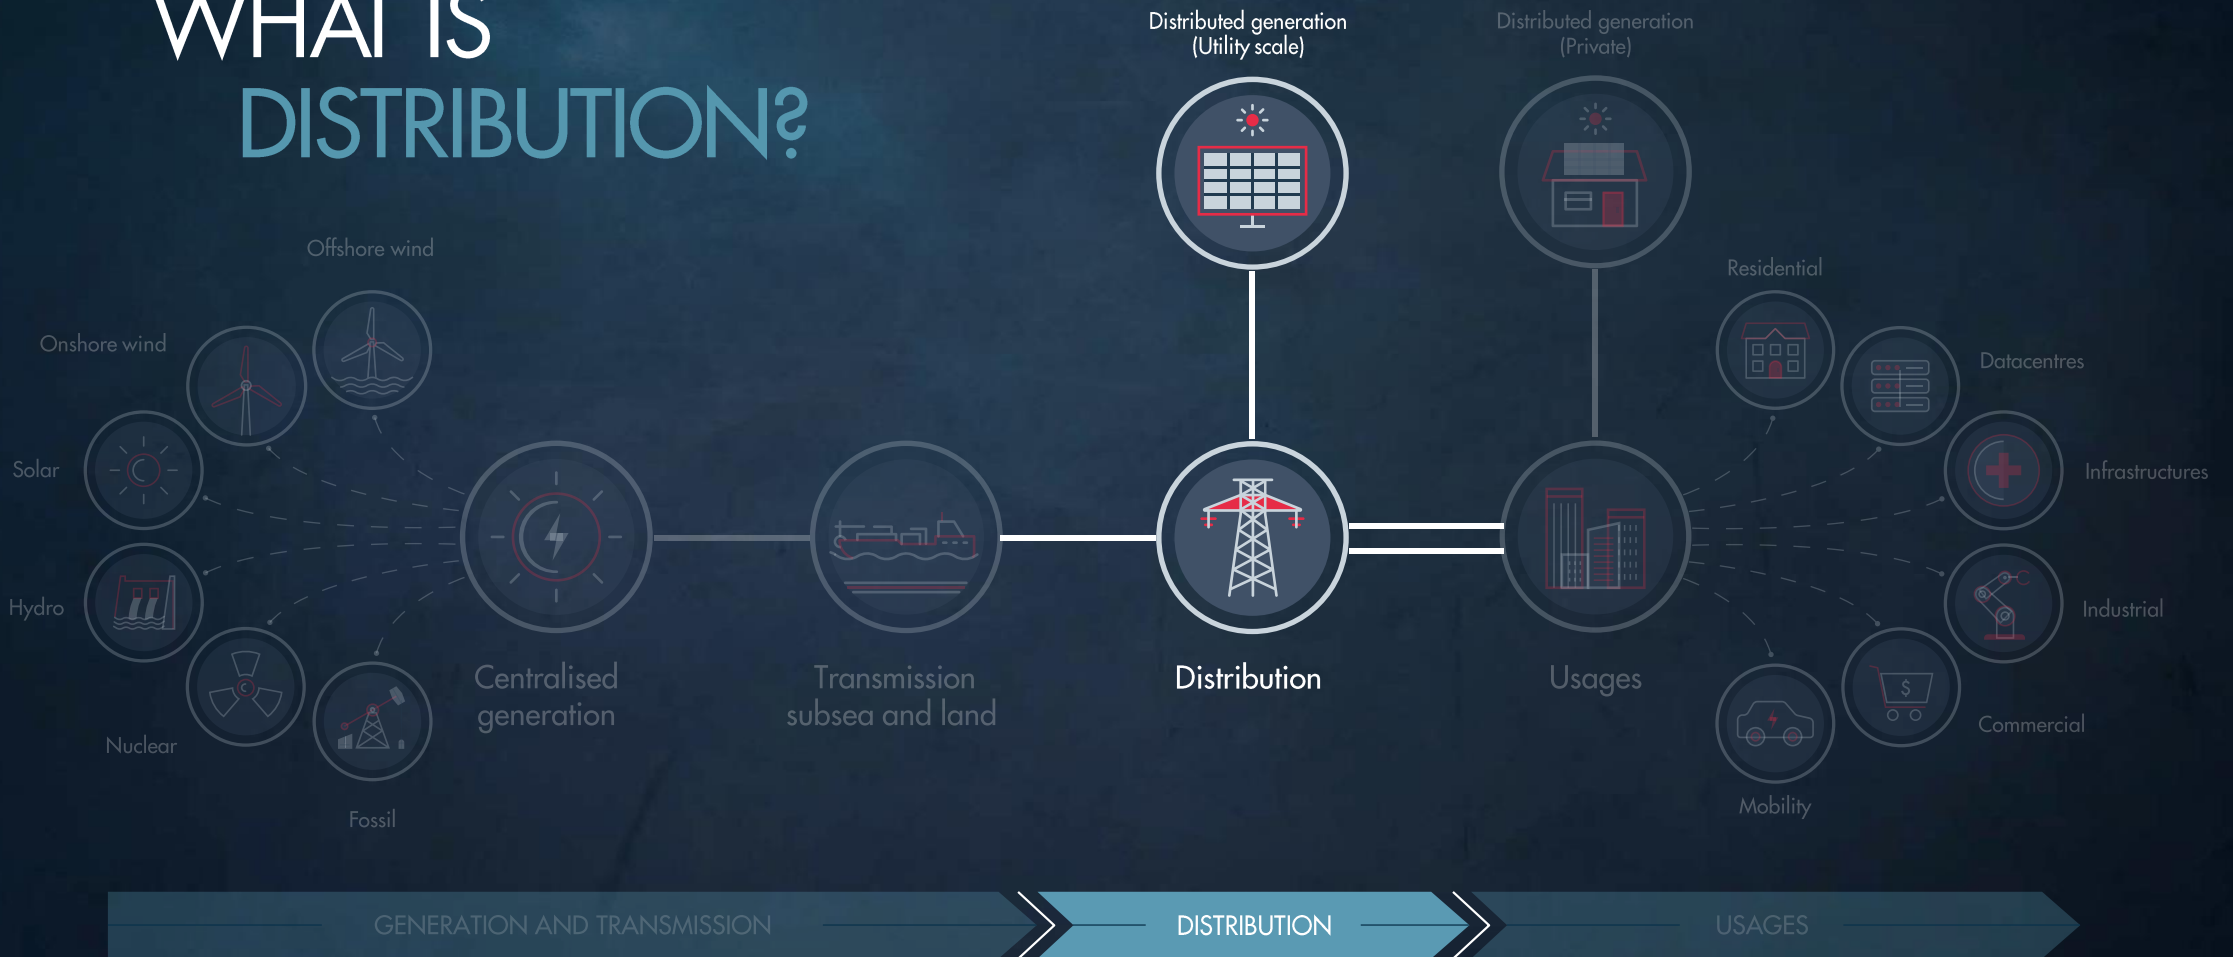 WHAT IS
DISTRIBUTION?
Distributed generation
(Utility scale)
Distributed generation
(Private)
Offshore wind
Onshore wind
Solar
Hydro
Nuclear
Fossil
Centralised
generation
Transmission
subsea and land
Distribution
Usages
Residential
Datacentres
Infrastructures
Industrial
$
Commercial
Mobility
GENERATION AND TRANSMISSION
DISTRIBUTION
USAGES